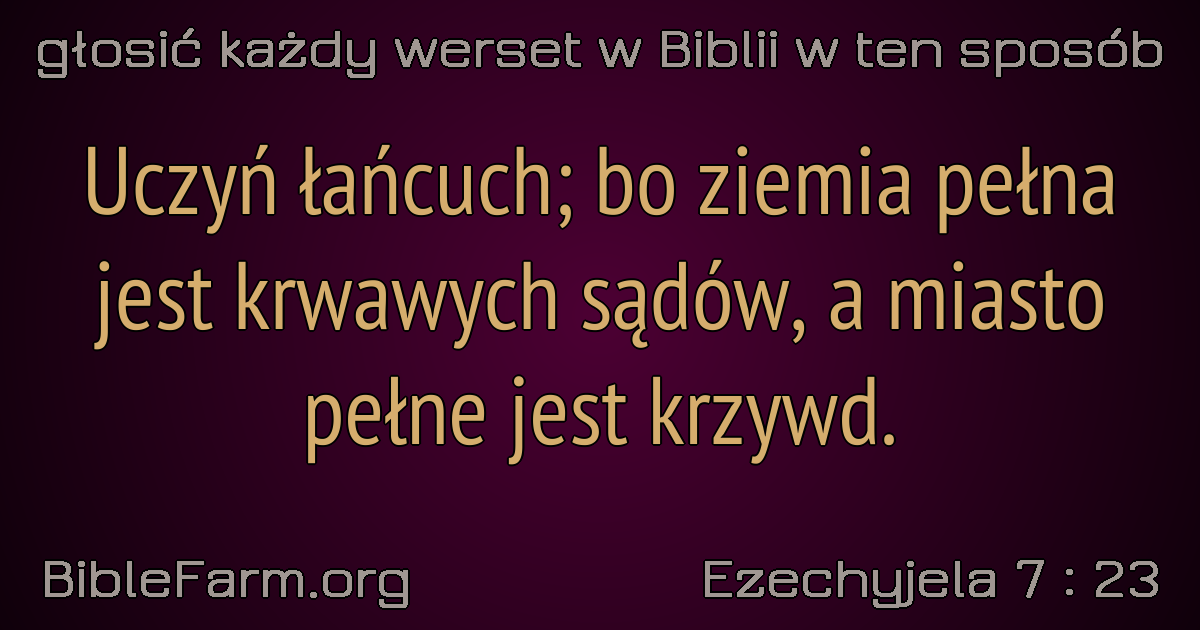 głosić każdy werset w Biblii w ten sposób
Uczyń łańcuch; bo ziemia pełna
jest krwawych sądów, a miasto
pełne jest krzywd.
BibleFarm.org
Ezechyjela 7 : 23